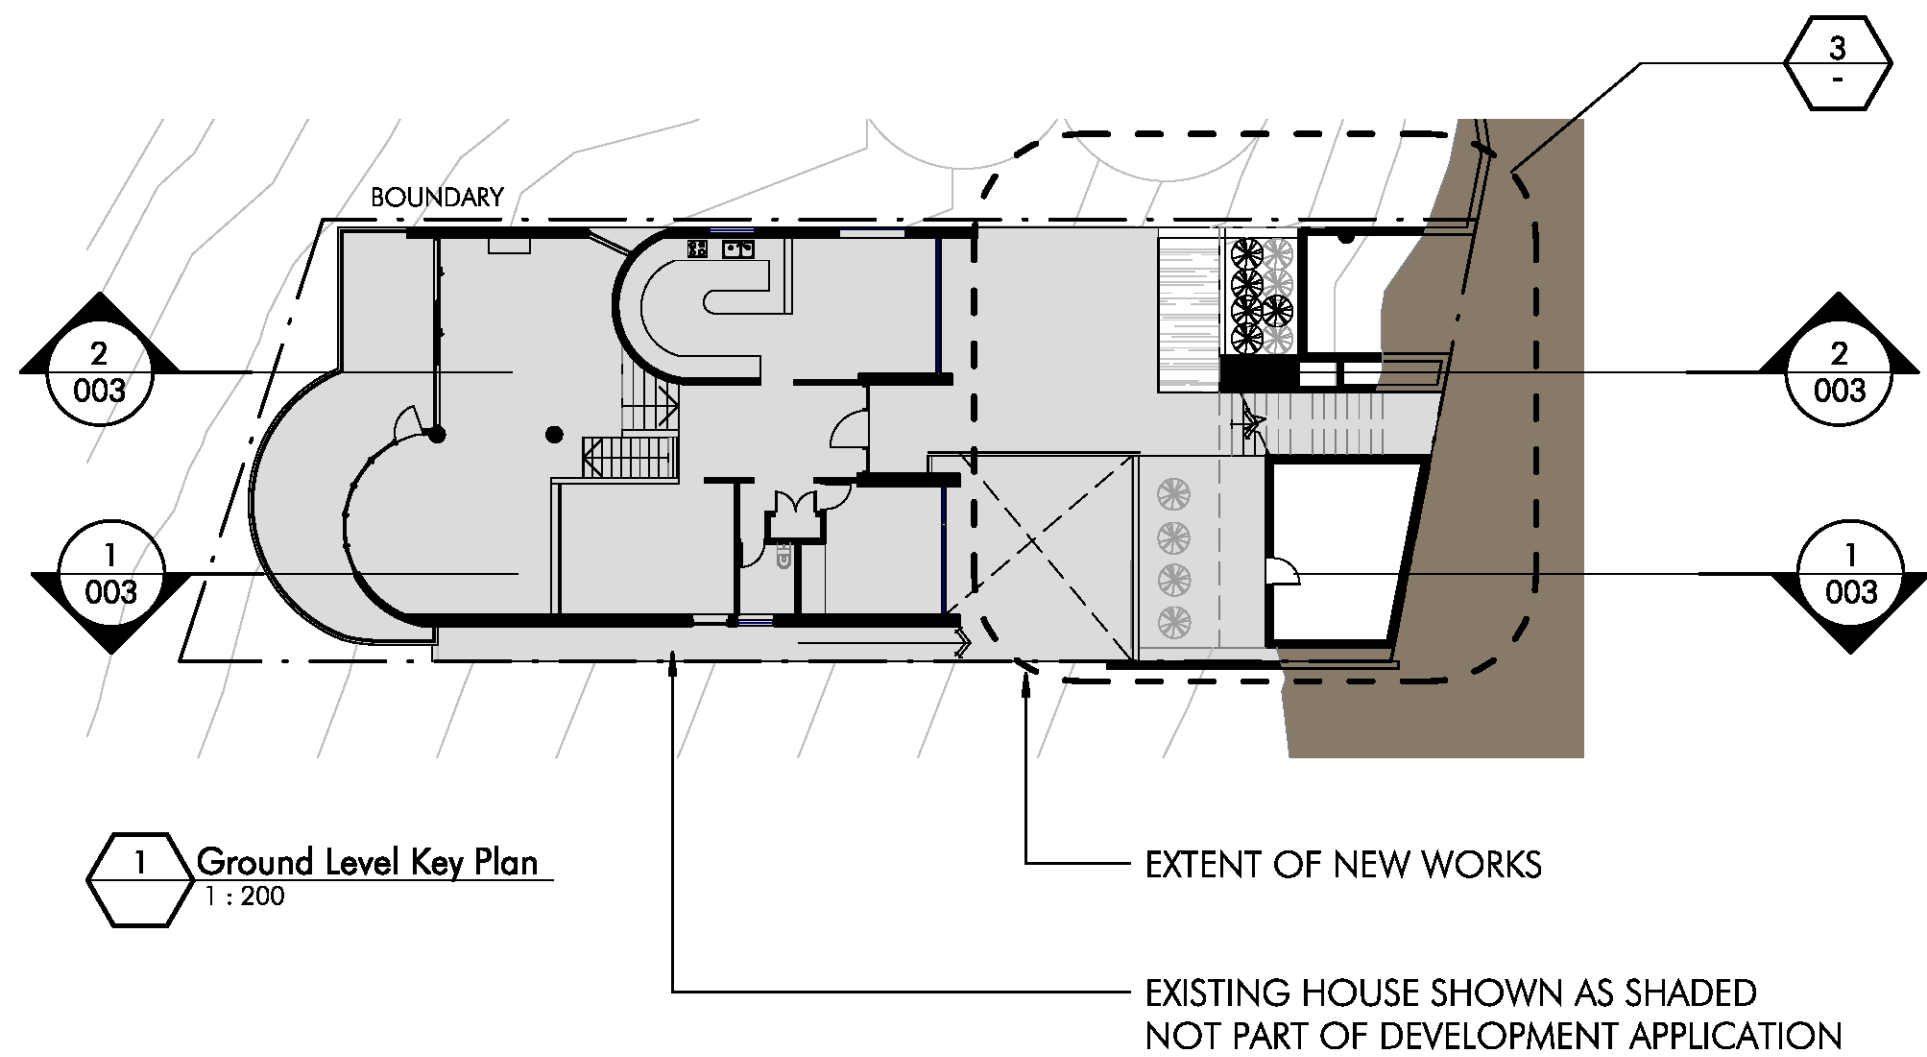 3
-
BOUNDARY
2
003
2
003
1
003
1
003
1
Ground Level Key Plan
1 : 200
EXTENT OF NEW WORKS
EXISTING HOUSE SHOWN AS SHADED
NOT PART OF DEVELOPMENT APPLICATION